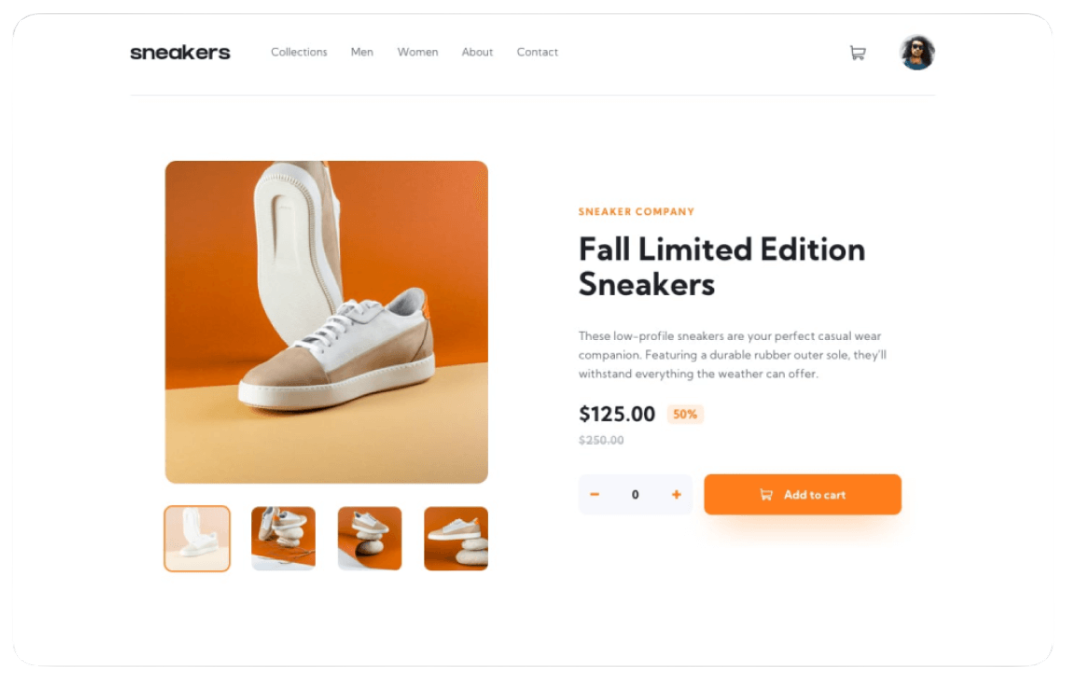 sneakers
Collections Men Women About Contact
SNEAKER COMPANY
Fall Limited Edition
Sneakers
These low-profile sneakers are your perfect casual wear
companion. Featuring a durable rubber outer sole, they'll
withstand everything the weather can offer.
$125.00 50%
$250.00
- 0 + Add to cart